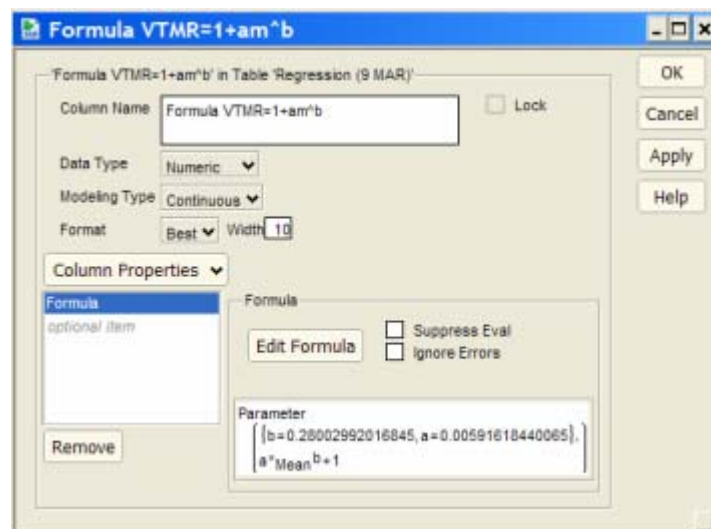 Formula VTMR=1+am^b
'Formula VTMR=1+am^b' in Table 'Regression (9 MAR)'
Column Name Formula VTMR=1+am^b Lock
Data Type Numeric
Modeling Type Continuous
Format Best Width 10
Column Properties
Formula
optional item
Remove
Formula
Edit Formula
Suppress Eval
Ignore Errors
Parameter
{b=0.28002992016845, a=0.00591618440065},
a*Mean^b+1
OK
Cancel
Apply
Help